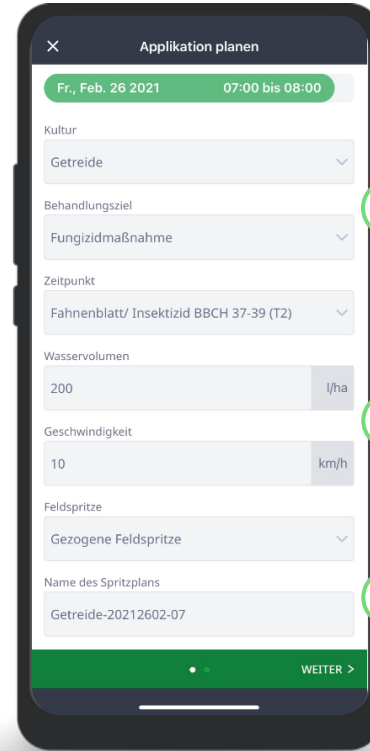 Applikation planen
Fr., Feb. 26 2021 07:00 bis 08:00
Kultur
Getreide
Behandlungsziel
Fungizidmaßnahme
Zeitpunkt
Fahnenblatt/ Insektizid BBCH 37-39 (T2)
Wasservolumen
200 l/ha
Geschwindigkeit
10 km/h
Feldspritze
Gezogene Feldspritze
Name des Spritzplans
Getreide-20212602-07
WEITER >